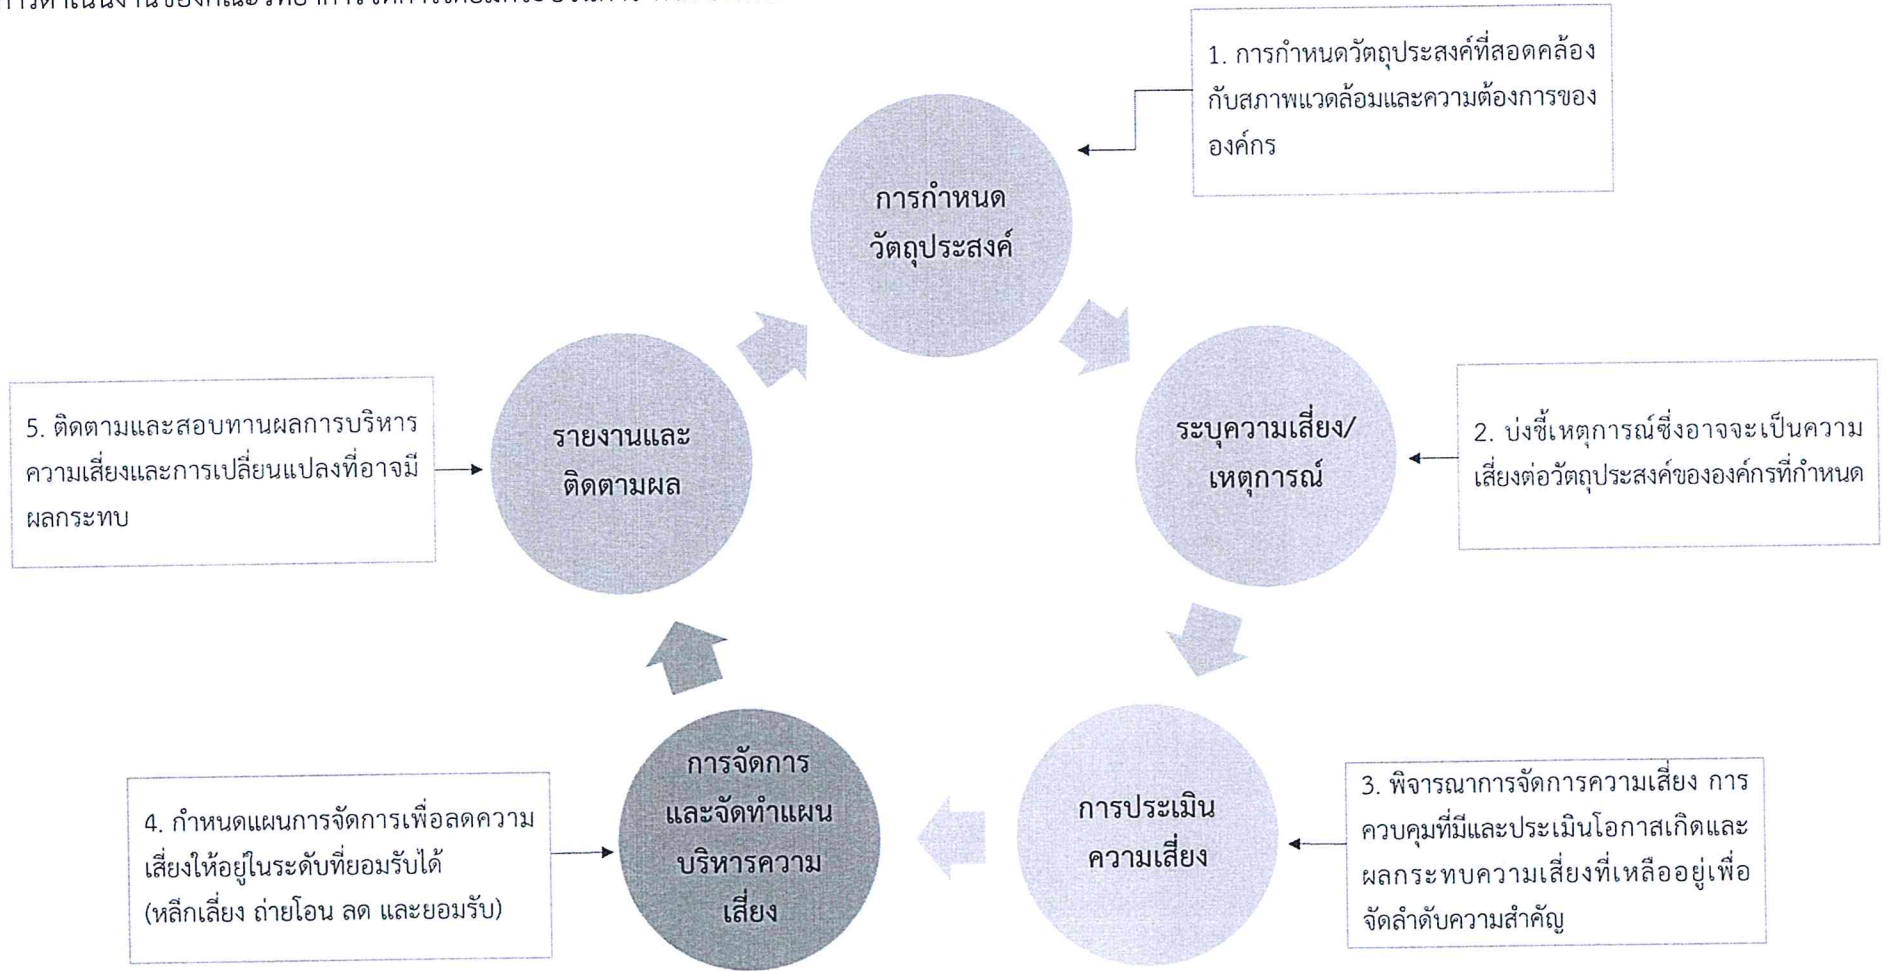 1. การกำหนดวัตถุประสงค์ที่สอดคล้อง
กับสภาพแวดล้อมและความต้องการของ
องค์กร
การกำหนด
วัตถุประสงค์
ระบุความเสี่ยง/
เหตุการณ์
2. บ่งชี้เหตุการณ์ซึ่งอาจจะเป็นความ
เสี่ยงต่อวัตถุประสงค์ขององค์กรที่กำหนด
การประเมิน
ความเสี่ยง
3. พิจารณาการจัดการความเสี่ยง การ
ควบคุมที่มีและประเมินโอกาสเกิดและ
ผลกระทบความเสี่ยงที่เหลืออยู่เพื่อ
จัดลำดับความสำคัญ
การจัดการ
และจัดทำแผน
บริหารความ
เสี่ยง
4. กำหนดแผนการจัดการเพื่อลดความ
เสี่ยงให้อยู่ในระดับที่ยอมรับได้
(หลีกเลี่ยง ถ่ายโอน ลด และยอมรับ)
รายงานและ
ติดตามผล
5. ติดตามและสอบทานผลการบริหาร
ความเสี่ยงและการเปลี่ยนแปลงที่อาจมี
ผลกระทบ